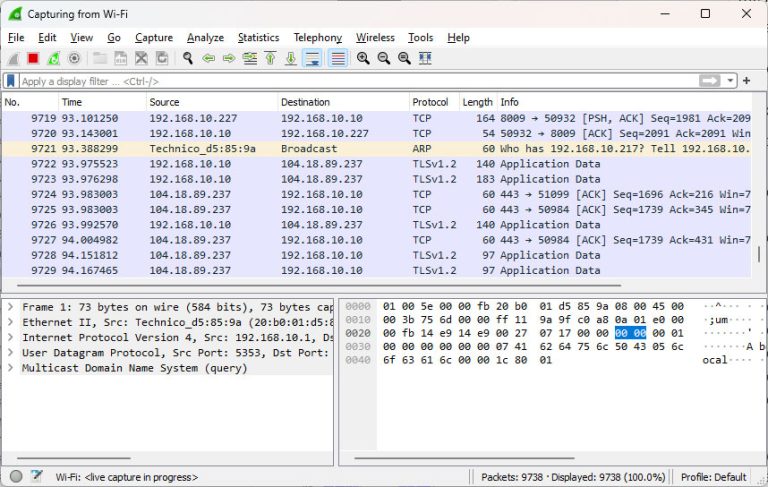 Capturing from Wi-Fi
File Edit View Go Capture Analyze Statistics Telephony Wireless Tools Help
Apply a display filter ... <Ctrl-/>
No. Time Source Destination Protocol Length Info
9719 93.101250 192.168.10.227 192.168.10.10 TCP 164 8009 → 50932 [PSH, ACK] Seq=1981 Ack=209
9720 93.143001 192.168.10.10 192.168.10.227 TCP 54 50932 → 8009 [ACK] Seq=2091 Ack=2091 Win
9721 93.388299 Technico_d5:85:9a Broadcast ARP 60 Who has 192.168.10.217? Tell 192.168.10.
9722 93.975523 192.168.10.10 104.18.89.237 TLSv1.2 140 Application Data
9723 93.976298 192.168.10.10 104.18.89.237 TLSv1.2 183 Application Data
9724 93.983003 104.18.89.237 192.168.10.10 TCP 60 443 → 51099 [ACK] Seq=1696 Ack=216 Win=7
9725 93.983003 104.18.89.237 192.168.10.10 TCP 60 443 → 50984 [ACK] Seq=1739 Ack=345 Win=7
9726 93.992570 192.168.10.10 104.18.89.237 TLSv1.2 140 Application Data
9727 94.004982 104.18.89.237 192.168.10.10 TCP 60 443 → 50984 [ACK] Seq=1739 Ack=431 Win=7
9728 94.151812 104.18.89.237 192.168.10.10 TLSv1.2 97 Application Data
9729 94.167465 104.18.89.237 192.168.10.10 TLSv1.2 97 Application Data
Frame 1: 73 bytes on wire (584 bits), 73 bytes cap
Ethernet II, Src: Technico_d5:85:9a (20:b0:01:d5:8
Internet Protocol Version 4, Src: 192.168.10.1, Ds
User Datagram Protocol, Src Port: 5353, Dst Port:
Multicast Domain Name System (query)
0000 01 00 5e 00 00 fb 20 b0 01 d5 85 9a 08 00 45 00 ··^··· ·
0010 00 3b 75 6d 00 00 ff 11 9a 9f c0 a8 0a 01 e0 00 ·;um····
0020 00 fb 14 e9 14 e9 00 27 07 17 00 00 00 00 00 01 ·······'
0030 00 00 00 00 00 00 07 41 62 64 75 6c 50 43 05 6c ·······A b
0040 6f 63 61 6c 00 00 1c 80 01 ocal····
Wi-Fi: <live capture in progress> Packets: 9738 · Displayed: 9738 (100.0%) Profile: Default